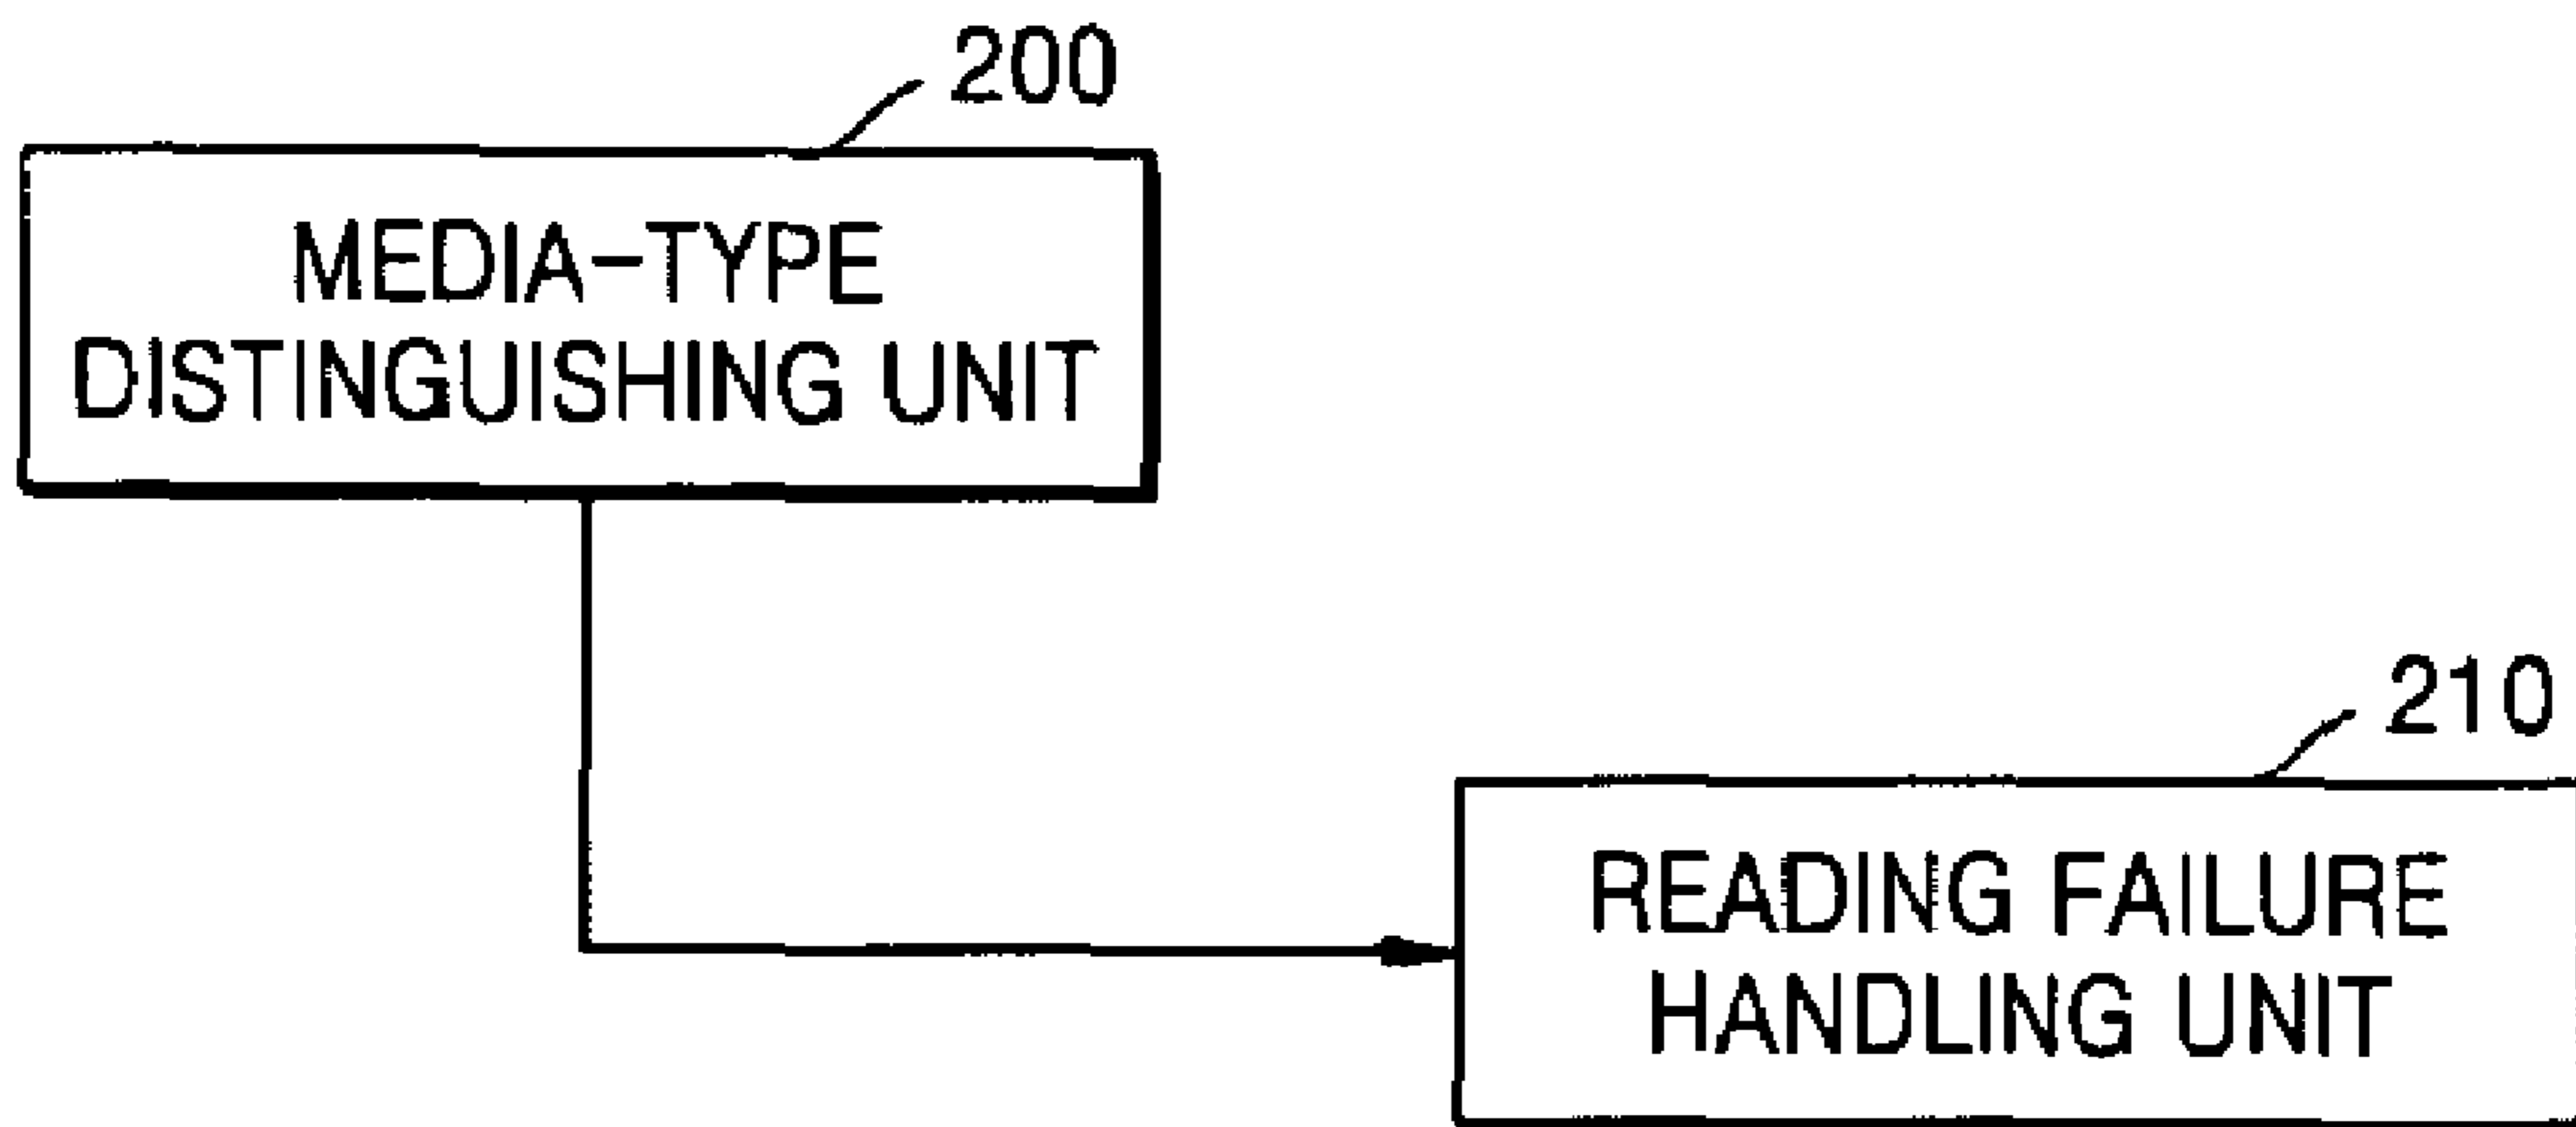 200
MEDIA-TYPE
DISTINGUISHING UNIT
210
READING FAILURE
HANDLING UNIT